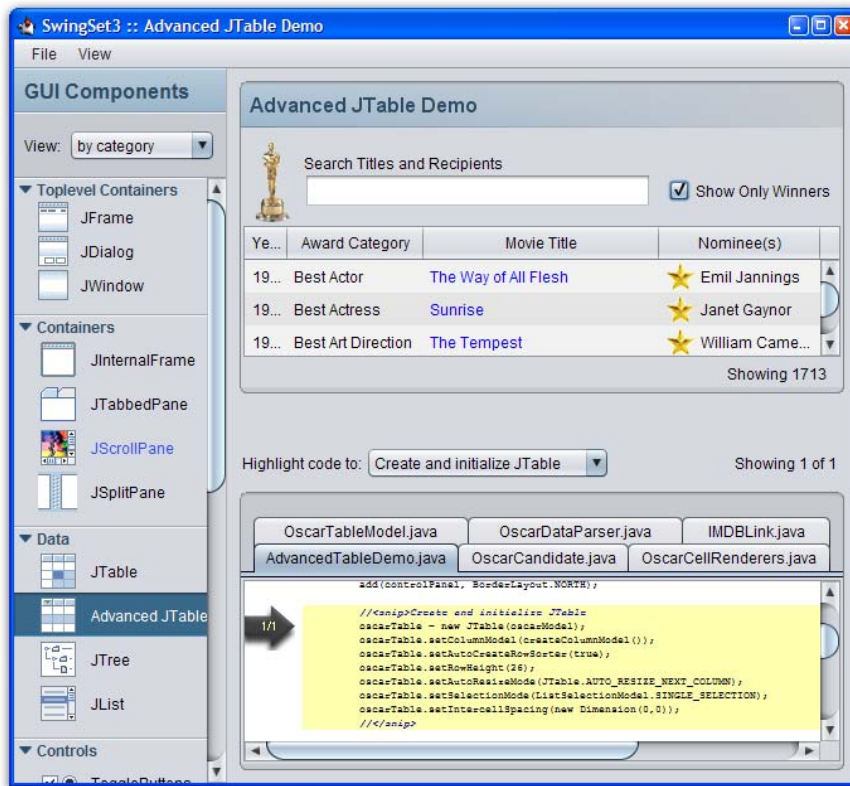 SwingSet3 :: Advanced JTable Demo
File View
GUI Components
View: by category
Toplevel Containers
JFrame
JDialog
JWindow
Containers
JInternalFrame
JTabbedPane
JScrollPane
JSplitPane
Data
JTable
Advanced JTable
JTree
JList
Controls
ToggleButtons
Advanced JTable Demo
Search Titles and Recipients
Show Only Winners
Ye... Award Category Movie Title Nominee(s)
19... Best Actor The Way of All Flesh Emil Jannings
19... Best Actress Sunrise Janet Gaynor
19... Best Art Direction The Tempest William Came...
Showing 1713
Highlight code to: Create and initialize JTable Showing 1 of 1
OscarTableModel.java OscarDataParser.java IMDBLink.java
AdvancedTableDemo.java OscarCandidate.java OscarCellRenderers.java
add(controlPanel, BorderLayout.NORTH);
1/1
//<snip>Create and initialize JTable
oscarTable = new JTable(oscarModel);
oscarTable.setColumnModel(createColumnModel());
oscarTable.setAutoCreateRowSorter(true);
oscarTable.setRowHeight(26);
oscarTable.setAutoResizeMode(JTable.AUTO_RESIZE_NEXT_COLUMN);
oscarTable.setSelectionMode(ListSelectionModel.SINGLE_SELECTION);
oscarTable.setIntercellSpacing(new Dimension(0,0));
//</snip>